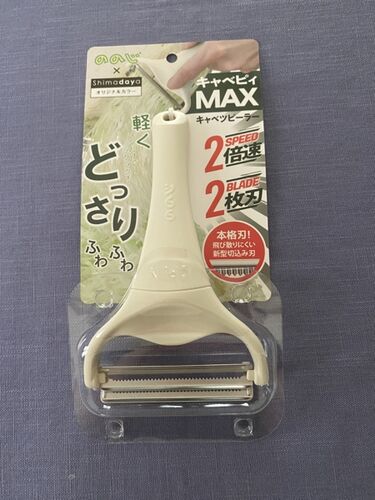 ののじ
×
Shimadaya
オリジナルカラー
キャベピィ
MAX
キャベツピーラー
軽く
どっさり
ふわふわ
SPEED
2倍速
BLADE
2枚刃
本格刃!
飛び散りにくい
新型切込み刃